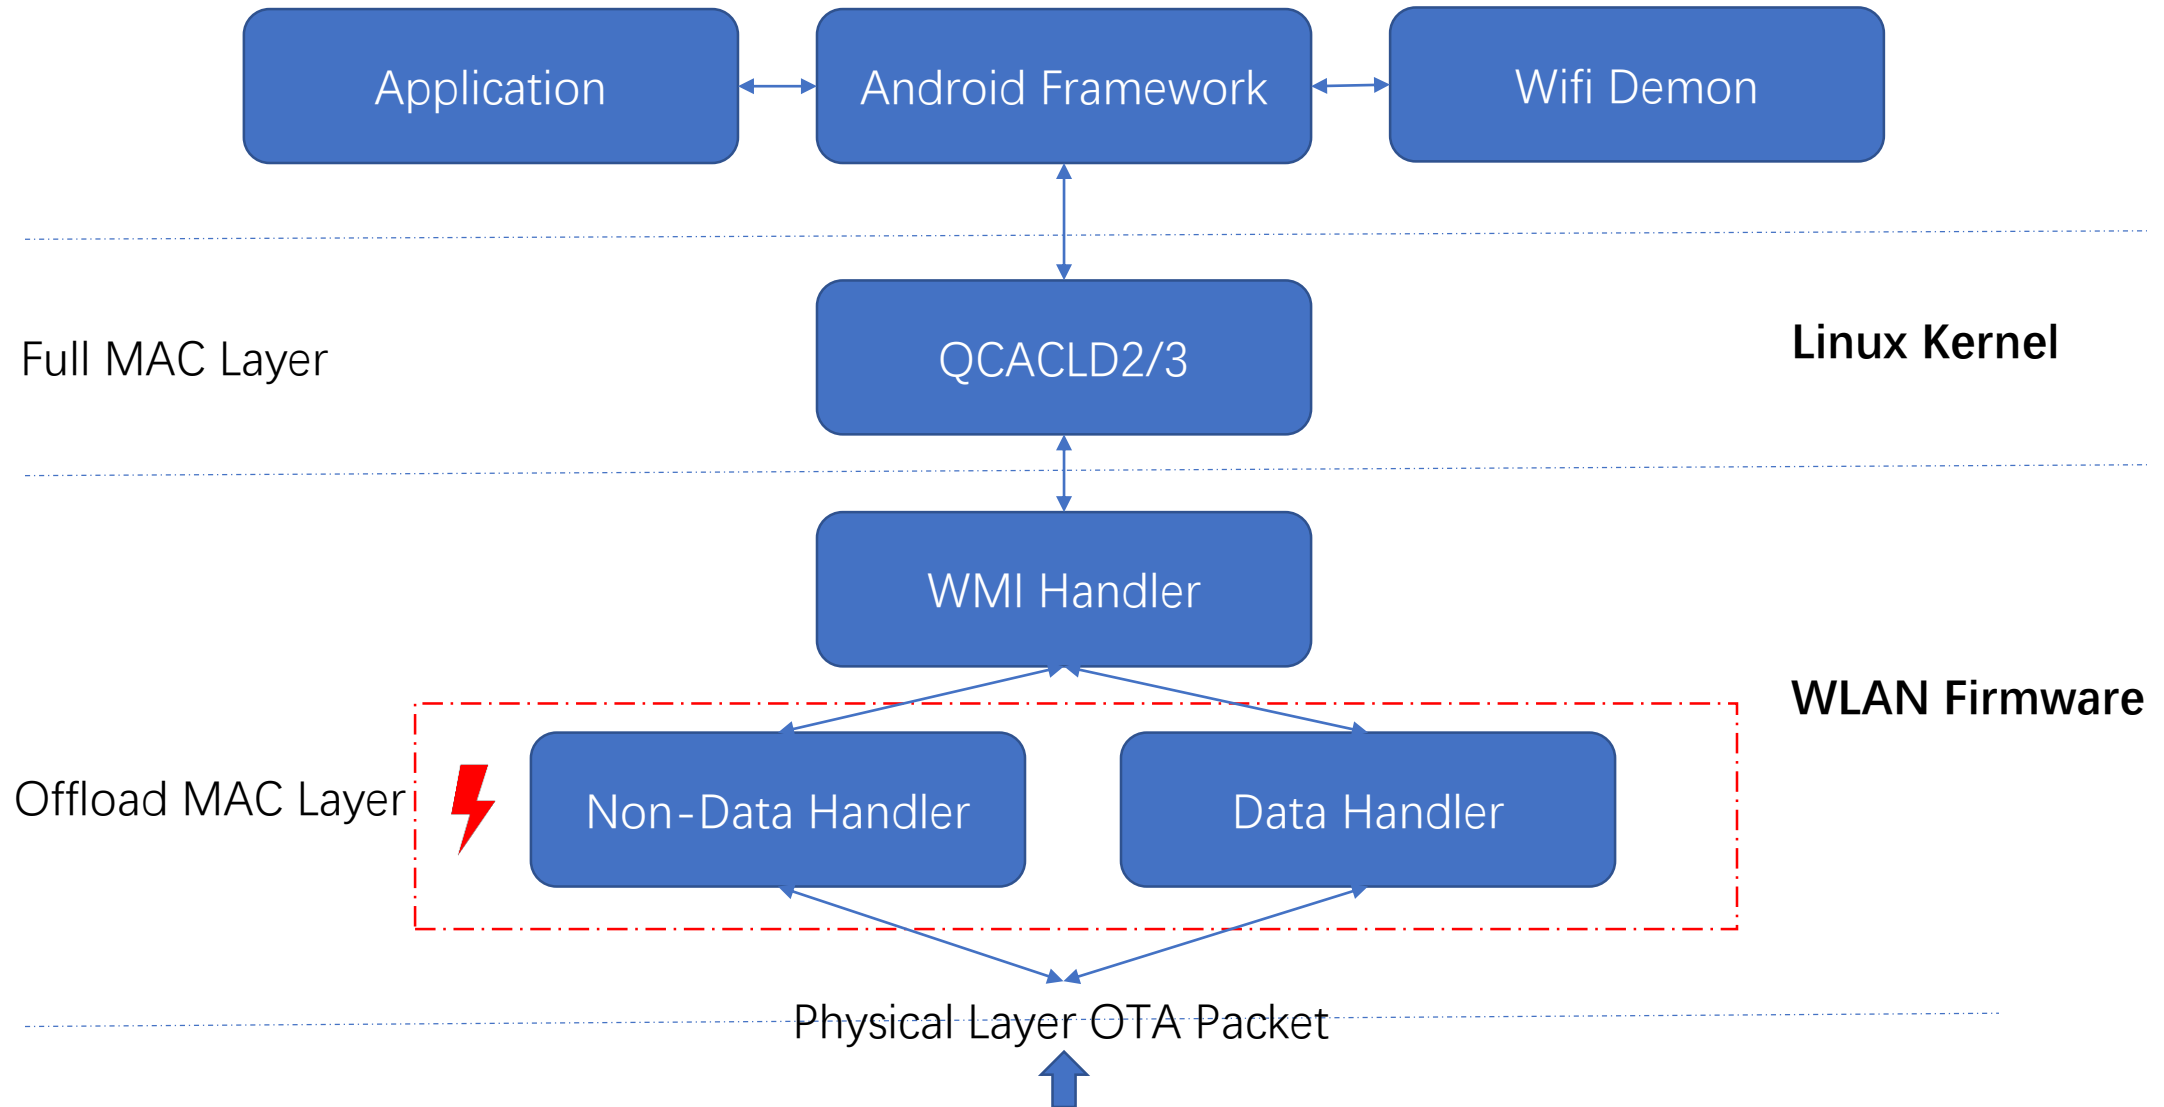 Application
Android Framework
Wifi Demon
Full MAC Layer
QCACLD2/3
Linux Kernel
WMI Handler
WLAN Firmware
Offload MAC Layer
Non-Data Handler
Data Handler
Physical Layer OTA Packet